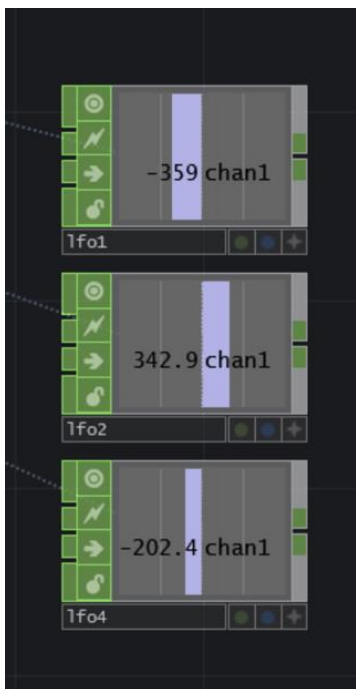 -359 chan1
lfo1
342.9 chan1
lfo2
-202.4 chan1
lfo4